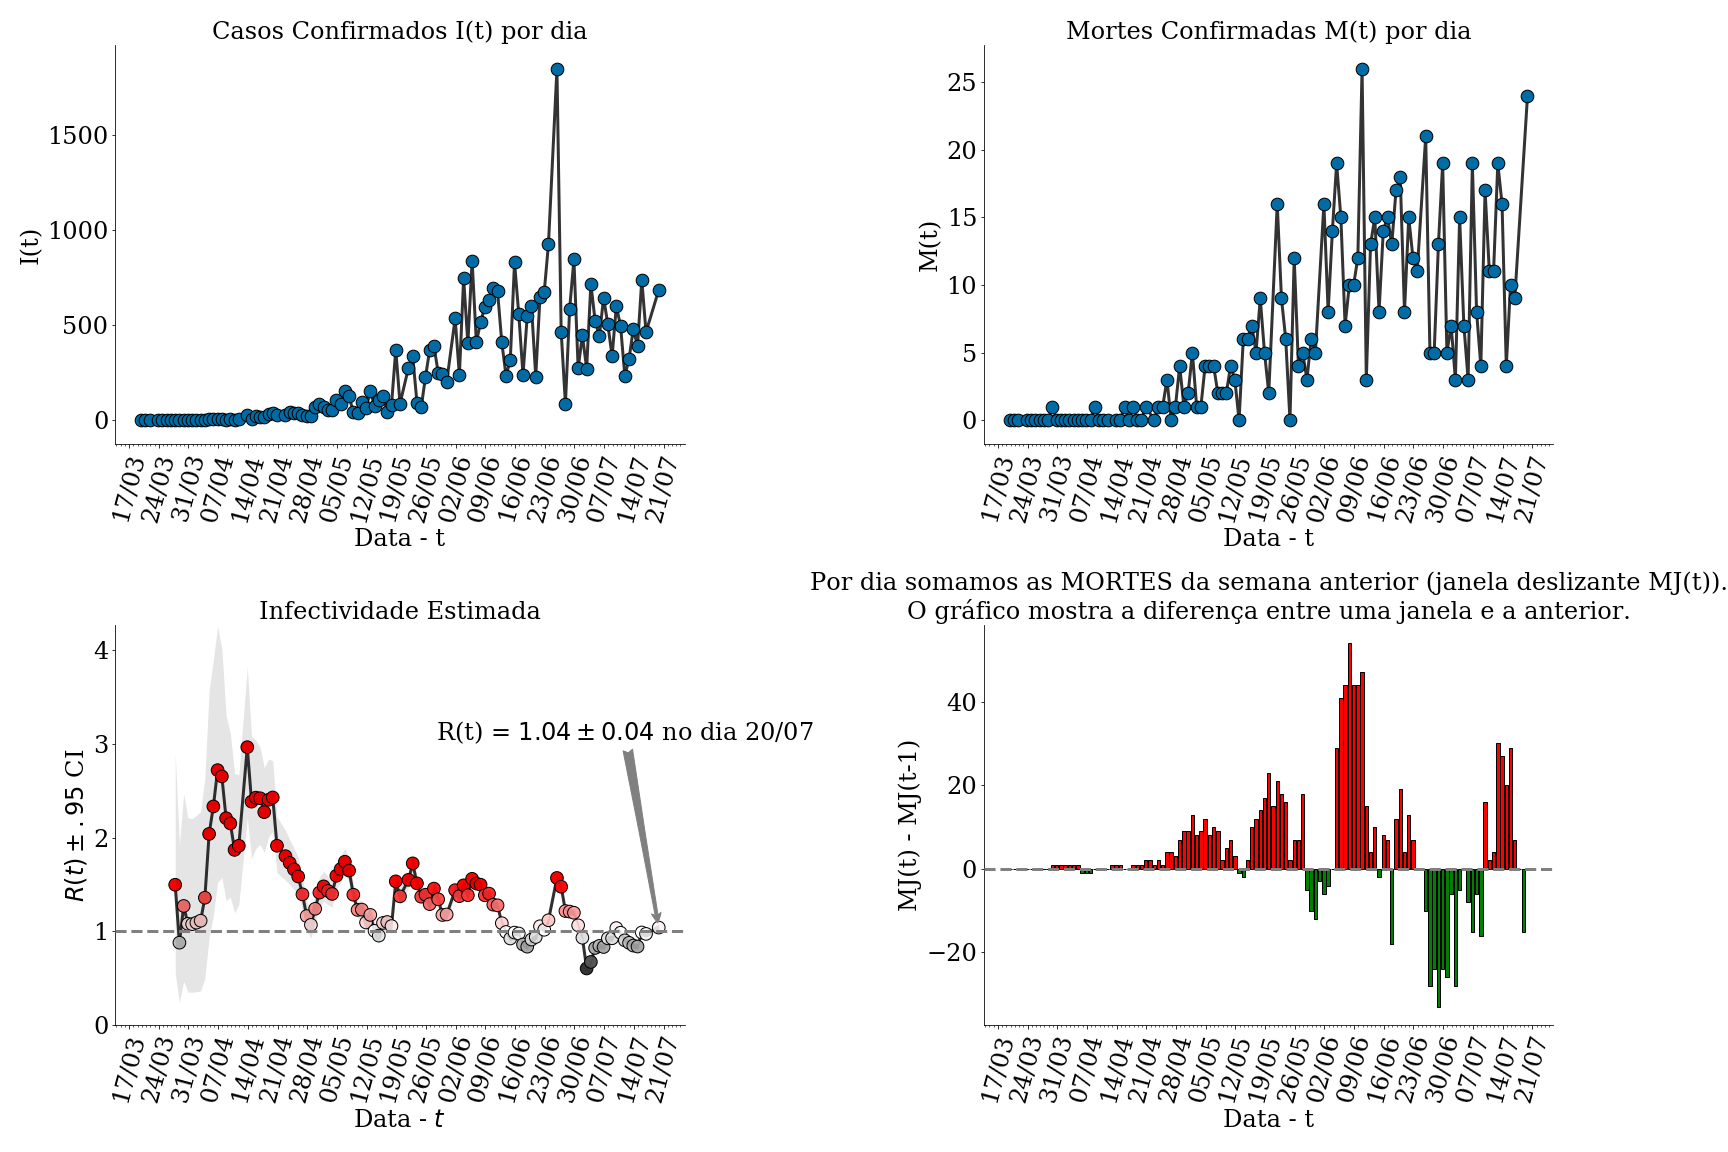 Casos Confirmados I(t) por dia
I(t)
1500
1000
500
0
17/03 24/03 31/03 07/04 14/04 21/04 28/04 05/05 12/05 19/05 26/05 02/06 09/06 16/06 23/06 30/06 07/07 14/07 21/07
Data - t
Mortes Confirmadas M(t) por dia
M(t)
25
20
15
10
5
0
17/03 24/03 31/03 07/04 14/04 21/04 28/04 05/05 12/05 19/05 26/05 02/06 09/06 16/06 23/06 30/06 07/07 14/07 21/07
Data - t
Infectividade Estimada
R(t) ± .95 CI
4
3
2
1
0
R(t) = 1.04 ± 0.04 no dia 20/07
17/03 24/03 31/03 07/04 14/04 21/04 28/04 05/05 12/05 19/05 26/05 02/06 09/06 16/06 23/06 30/06 07/07 14/07 21/07
Data - t
Por dia somamos as MORTES da semana anterior (janela deslizante MJ(t)).
O gráfico mostra a diferença entre uma janela e a anterior.
MJ(t) - MJ(t-1)
40
20
0
−20
17/03 24/03 31/03 07/04 14/04 21/04 28/04 05/05 12/05 19/05 26/05 02/06 09/06 16/06 23/06 30/06 07/07 14/07 21/07
Data - t